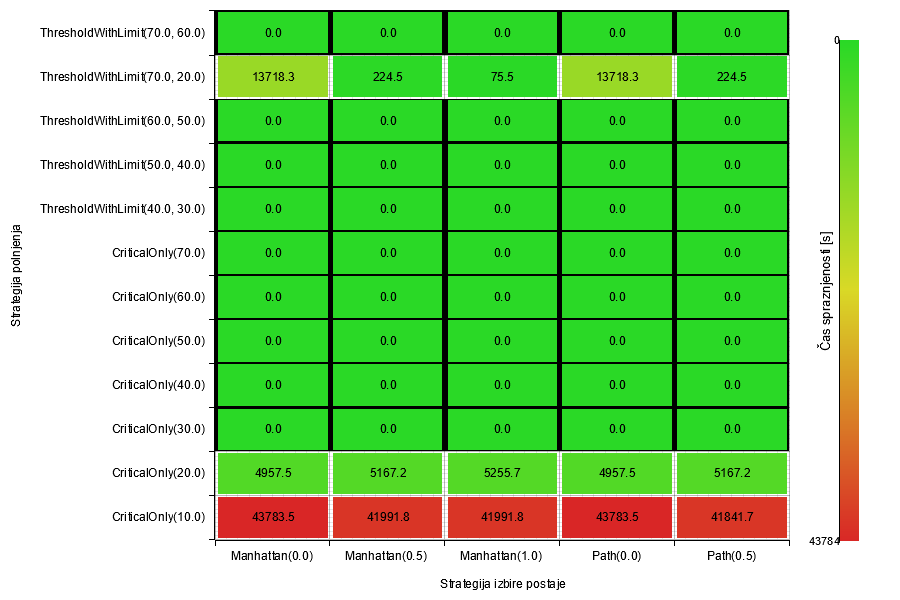 ThresholdWithLimit(70.0, 60.0) 0.0 0.0 0.0 0.0 0.0
ThresholdWithLimit(70.0, 20.0) 13718.3 224.5 75.5 13718.3 224.5
ThresholdWithLimit(60.0, 50.0) 0.0 0.0 0.0 0.0 0.0
ThresholdWithLimit(50.0, 40.0) 0.0 0.0 0.0 0.0 0.0
ThresholdWithLimit(40.0, 30.0) 0.0 0.0 0.0 0.0 0.0
CriticalOnly(70.0) 0.0 0.0 0.0 0.0 0.0
CriticalOnly(60.0) 0.0 0.0 0.0 0.0 0.0
CriticalOnly(50.0) 0.0 0.0 0.0 0.0 0.0
CriticalOnly(40.0) 0.0 0.0 0.0 0.0 0.0
CriticalOnly(30.0) 0.0 0.0 0.0 0.0 0.0
CriticalOnly(20.0) 4957.5 5167.2 5255.7 4957.5 5167.2
CriticalOnly(10.0) 43783.5 41991.8 41991.8 43783.5 41841.7
Manhattan(0.0) Manhattan(0.5) Manhattan(1.0) Path(0.0) Path(0.5)
Strategija izbire postaje
Strategija polnjenja
0
Čas spraznjenosti [s]
43784